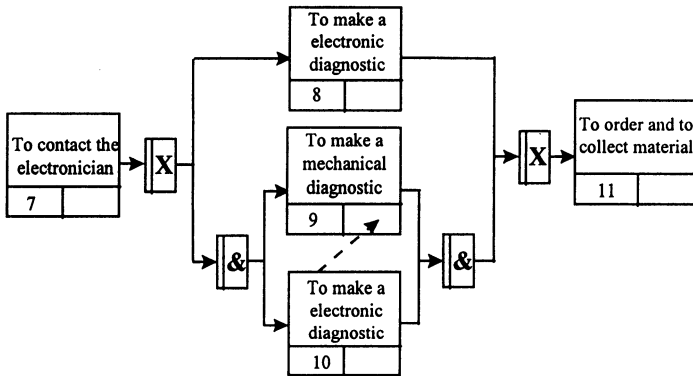 To contact the
electronician
7
X
To make a
electronic
diagnostic
8
To make a
mechanical
diagnostic
9
&
To make a
electronic
diagnostic
10
&
X
To order and to
collect material
11